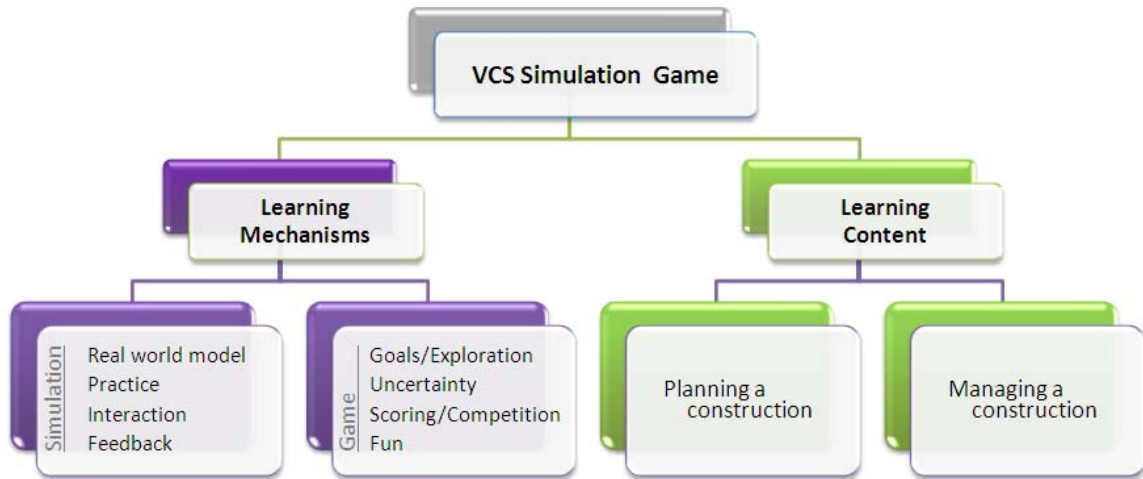 VCS Simulation Game
Learning
Mechanisms
Learning
Content
Simulation
Real world model
Practice
Interaction
Feedback
Game
Goals/Exploration
Uncertainty
Scoring/Competition
Fun
Planning a
construction
Managing a
construction